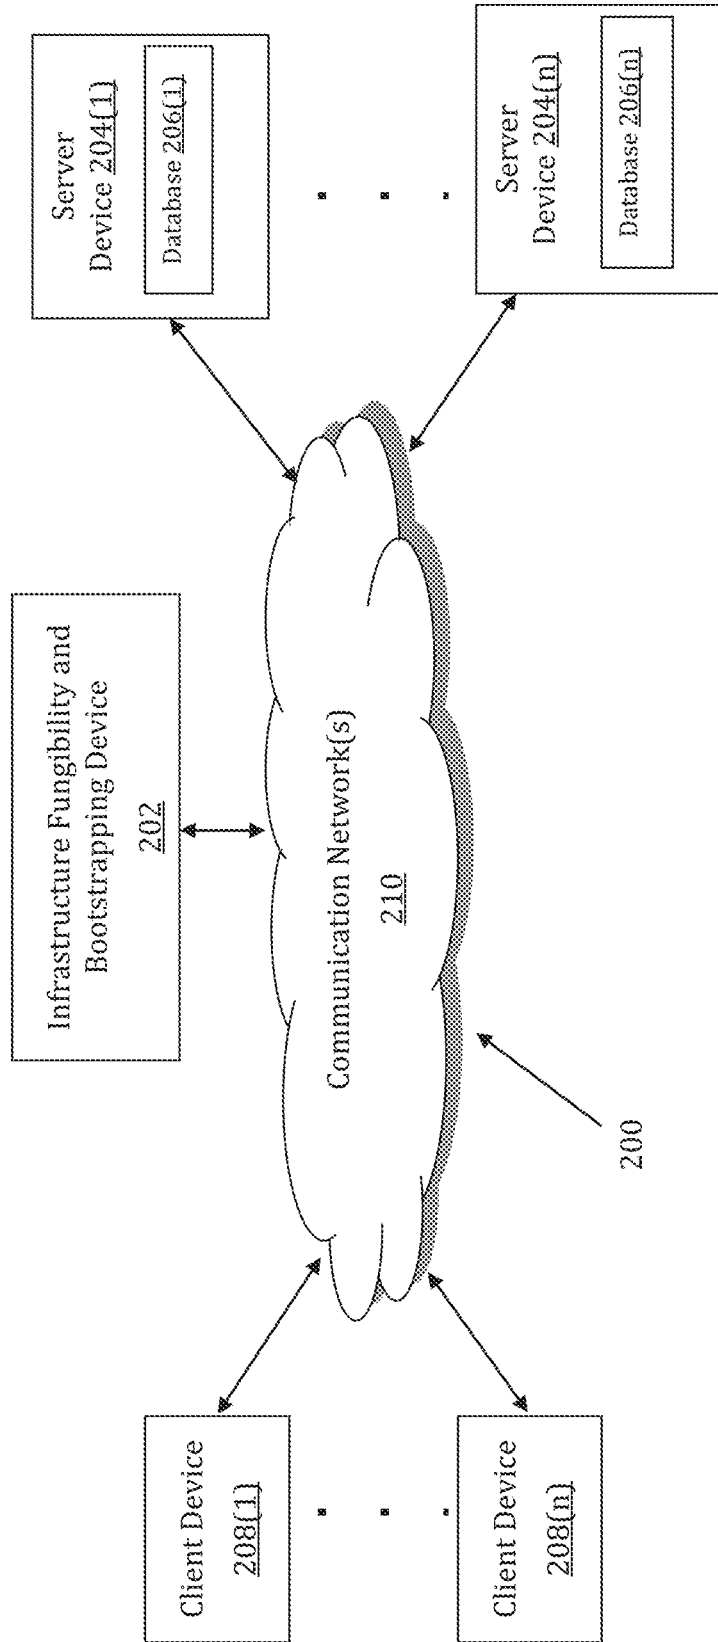 Infrastructure Fungibility and
Bootstrapping Device
202
Client Device
208(1)
Client Device
208(n)
Communication Network(s)
210
200
Server
Device 204(1)
Database 206(1)
Server
Device 204(n)
Database 206(n)